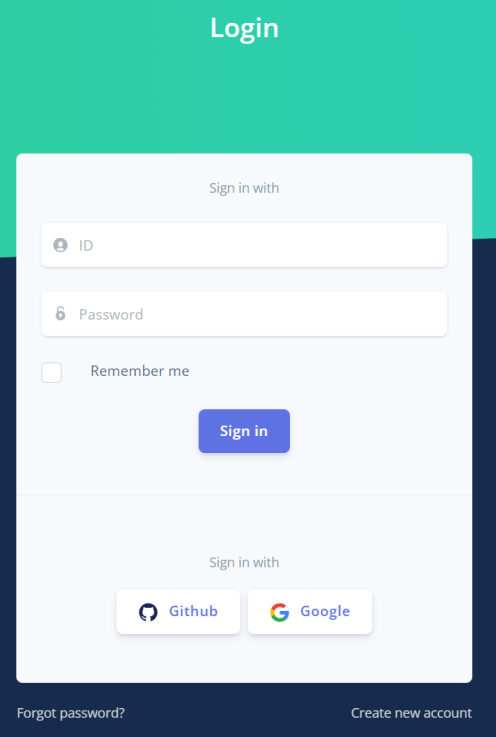 Login
Sign in with
ID
Password
Remember me
Sign in
Sign in with
Github Google
Forgot password? Create new account